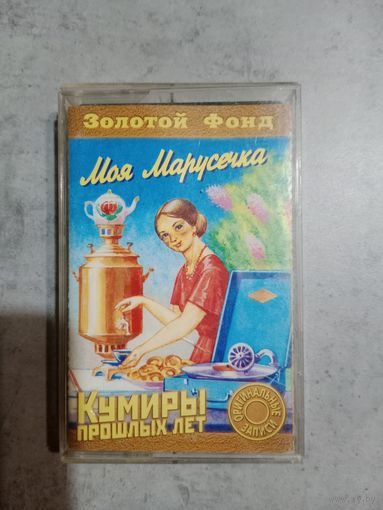 Золотой Фонд
Моя Марусечка
Кумиры
прошлых лет
ОРИГИНАЛЬНЫЕ
ЗАПИСИ